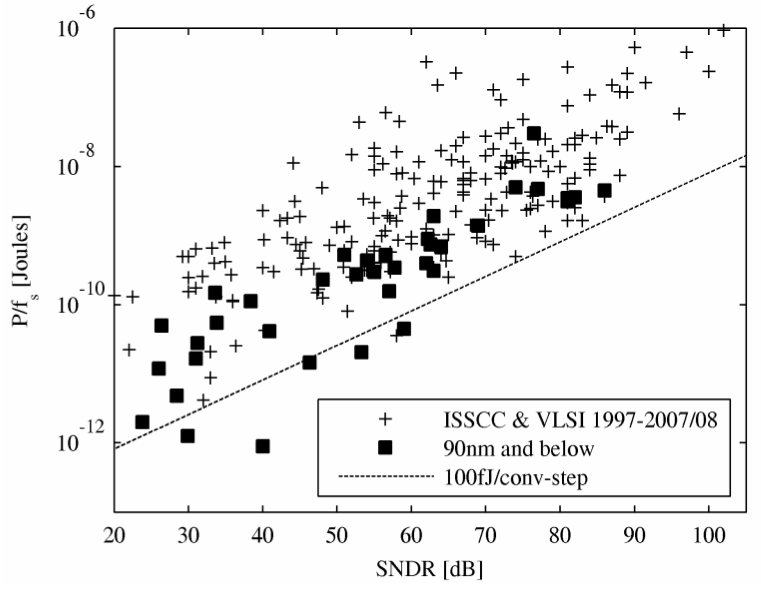 10^-6
10^-8
10^-10
10^-12
P/f_s [Joules]
ISSCC & VLSI 1997-2007/08
90nm and below
100fJ/conv-step
20 30 40 50 60 70 80 90 100
SNDR [dB]